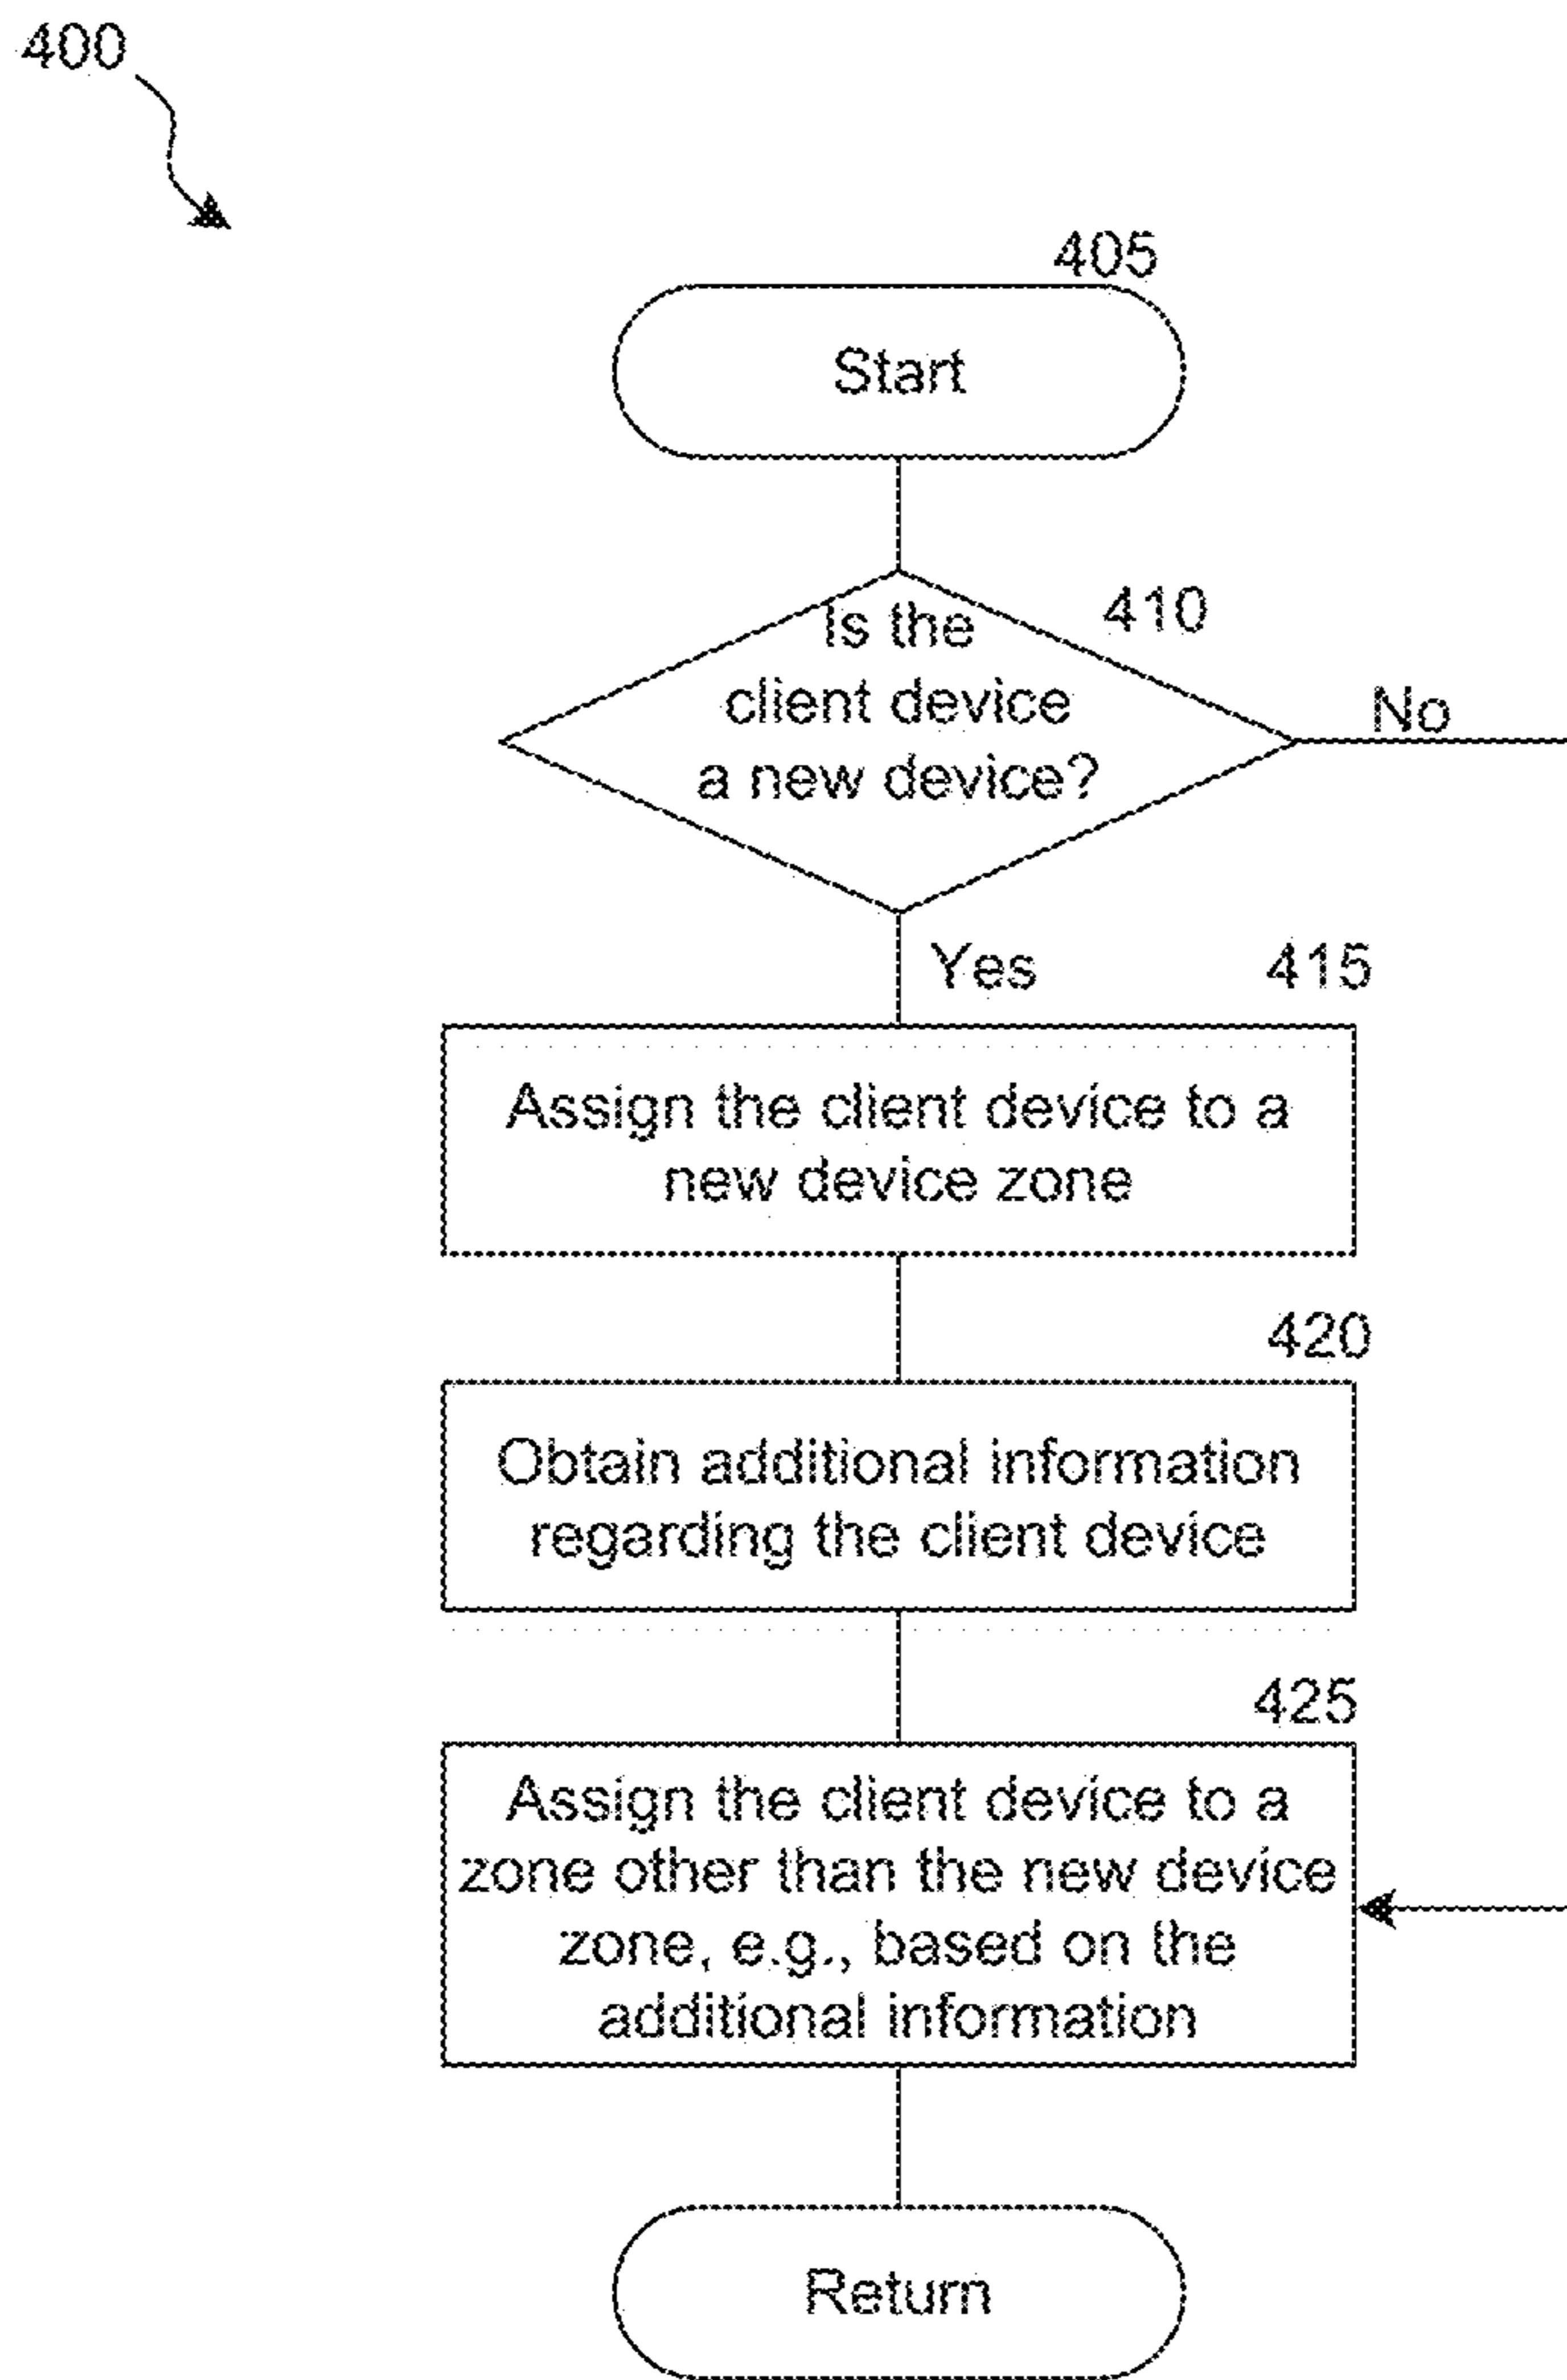 400
405
Start
410
Is the
client device
a new device?
No
Yes
415
Assign the client device to a
new device zone
420
Obtain additional information
regarding the client device
425
Assign the client device to a
zone other than the new device
zone, e.g., based on the
additional information
Return